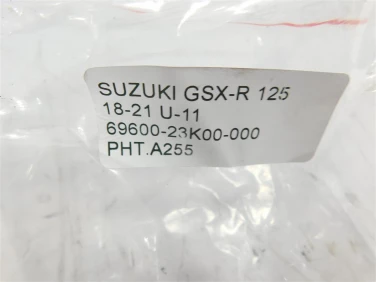 SUZUKI GSX-R 125
18-21 U-11
69600-23K00-000
PHT.A255